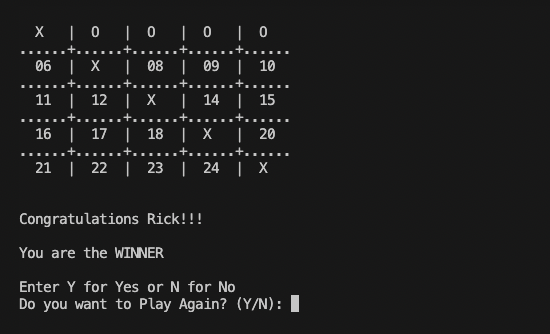 X | O | O | O | O
......+......+......+......+......
06 | X | 08 | 09 | 10
......+......+......+......+......
11 | 12 | X | 14 | 15
......+......+......+......+......
16 | 17 | 18 | X | 20
......+......+......+......+......
21 | 22 | 23 | 24 | X
Congratulations Rick!!!
You are the WINNER
Enter Y for Yes or N for No
Do you want to Play Again? (Y/N):